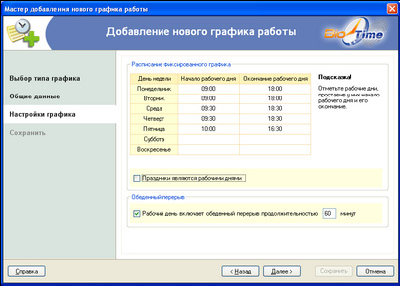 Мастер добавления нового графика работы
Добавление нового графика работы
BioTime
Выбор типа графика
Общие данные
Настройки графика
Сохранить
Расписание фиксированного графика
День недели Начало рабочего дня Окончание рабочего дня
Понедельник 09:00 18:00
Вторник 09:00 18:00
Среда 09:30 18:30
Четверг 09:30 18:30
Пятница 10:00 16:30
Суббота
Воскресенье
Подсказка!
Отметьте рабочие дни,
проставив у них начало
рабочего дня и его
окончание.
Праздники являются рабочими днями
Обеденный перерыв
Рабочий день включает обеденный перерыв продолжительностью 60 минут
Справка
< Назад
Далее >
Сохранить
Отмена